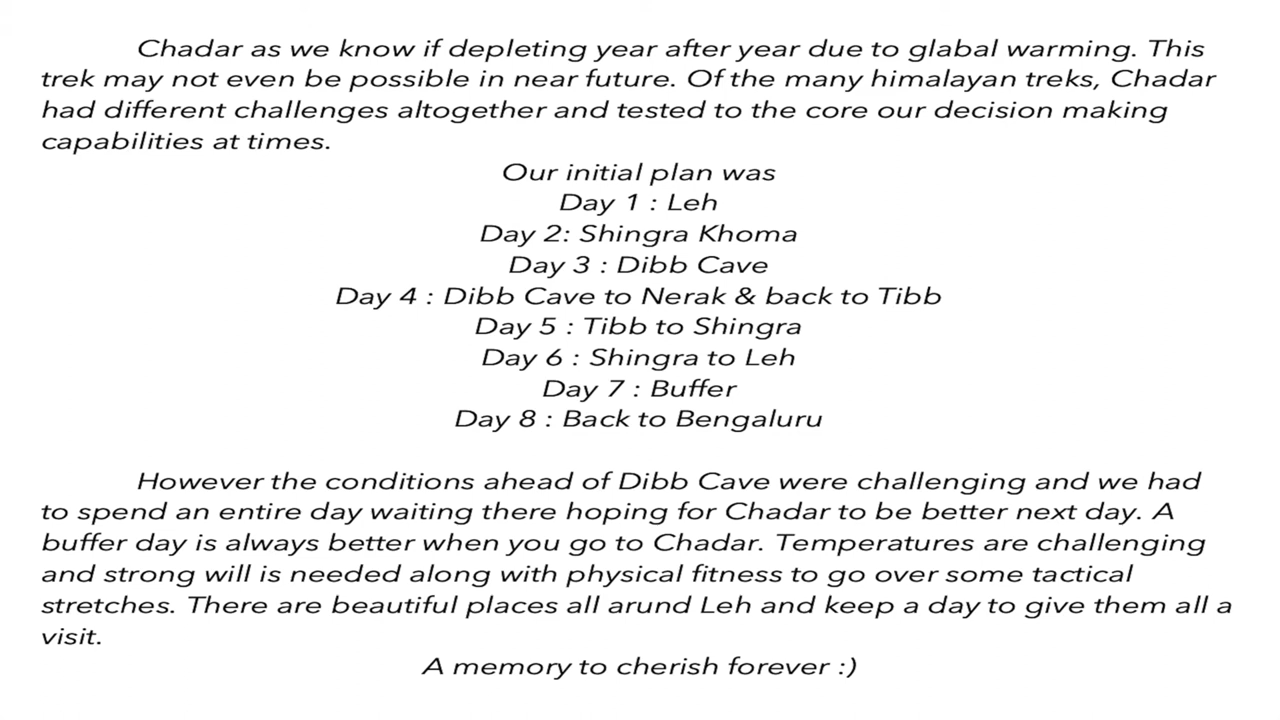 Chadar as we know if depleting year after year due to glabal warming. This
trek may not even be possible in near future. Of the many himalayan treks, Chadar
had different challenges altogether and tested to the core our decision making
capabilities at times.
Our initial plan was
Day 1 : Leh
Day 2: Shingra Khoma
Day 3 : Dibb Cave
Day 4 : Dibb Cave to Nerak & back to Tibb
Day 5 : Tibb to Shingra
Day 6 : Shingra to Leh
Day 7 : Buffer
Day 8 : Back to Bengaluru
However the conditions ahead of Dibb Cave were challenging and we had
to spend an entire day waiting there hoping for Chadar to be better next day. A
buffer day is always better when you go to Chadar. Temperatures are challenging
and strong will is needed along with physical fitness to go over some tactical
stretches. There are beautiful places all arund Leh and keep a day to give them all a
visit.
A memory to cherish forever :)